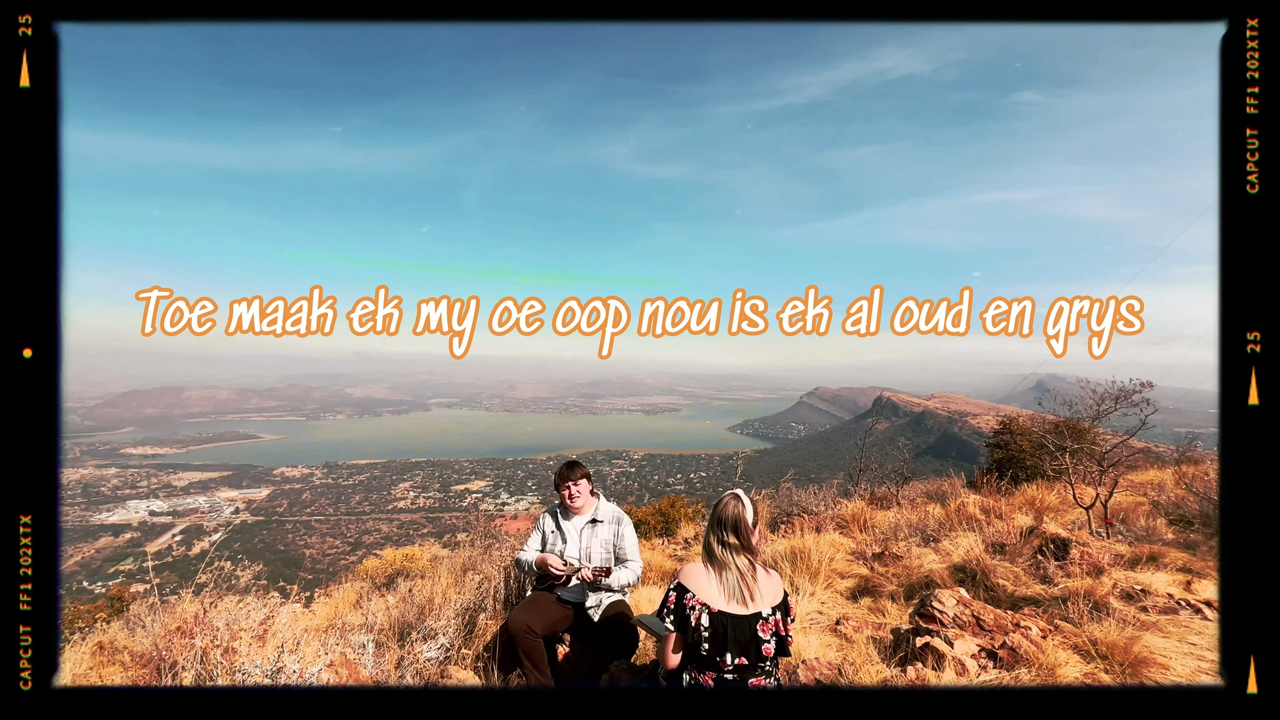 25
CAPCUT FF1 202XTX
Toe maak ek my oe oop nou is ek al oud en grys
25
CAPCUT FF1 202XTX